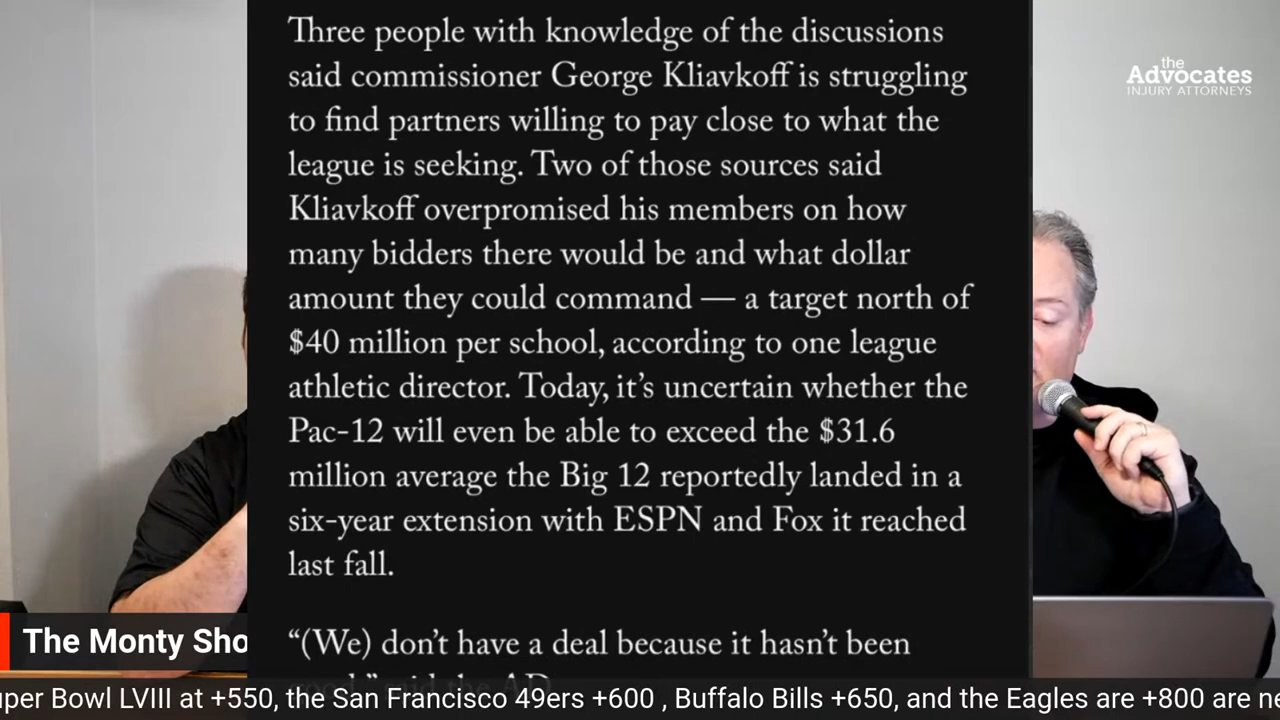 Three people with knowledge of the discussions
said commissioner George Kliavkoff is struggling
to find partners willing to pay close to what the
league is seeking. Two of those sources said
Kliavkoff overpromised his members on how
many bidders there would be and what dollar
amount they could command — a target north of
$40 million per school, according to one league
athletic director. Today, it’s uncertain whether the
Pac-12 will even be able to exceed the $31.6
million average the Big 12 reportedly landed in a
six-year extension with ESPN and Fox it reached
last fall.
“(We) don’t have a deal because it hasn’t been
good,” said the AD
the
Advocates
INJURY ATTORNEYS
The Monty Sho
uper Bowl LVIII at +550, the San Francisco 49ers +600 , Buffalo Bills +650, and the Eagles are +800 are ne